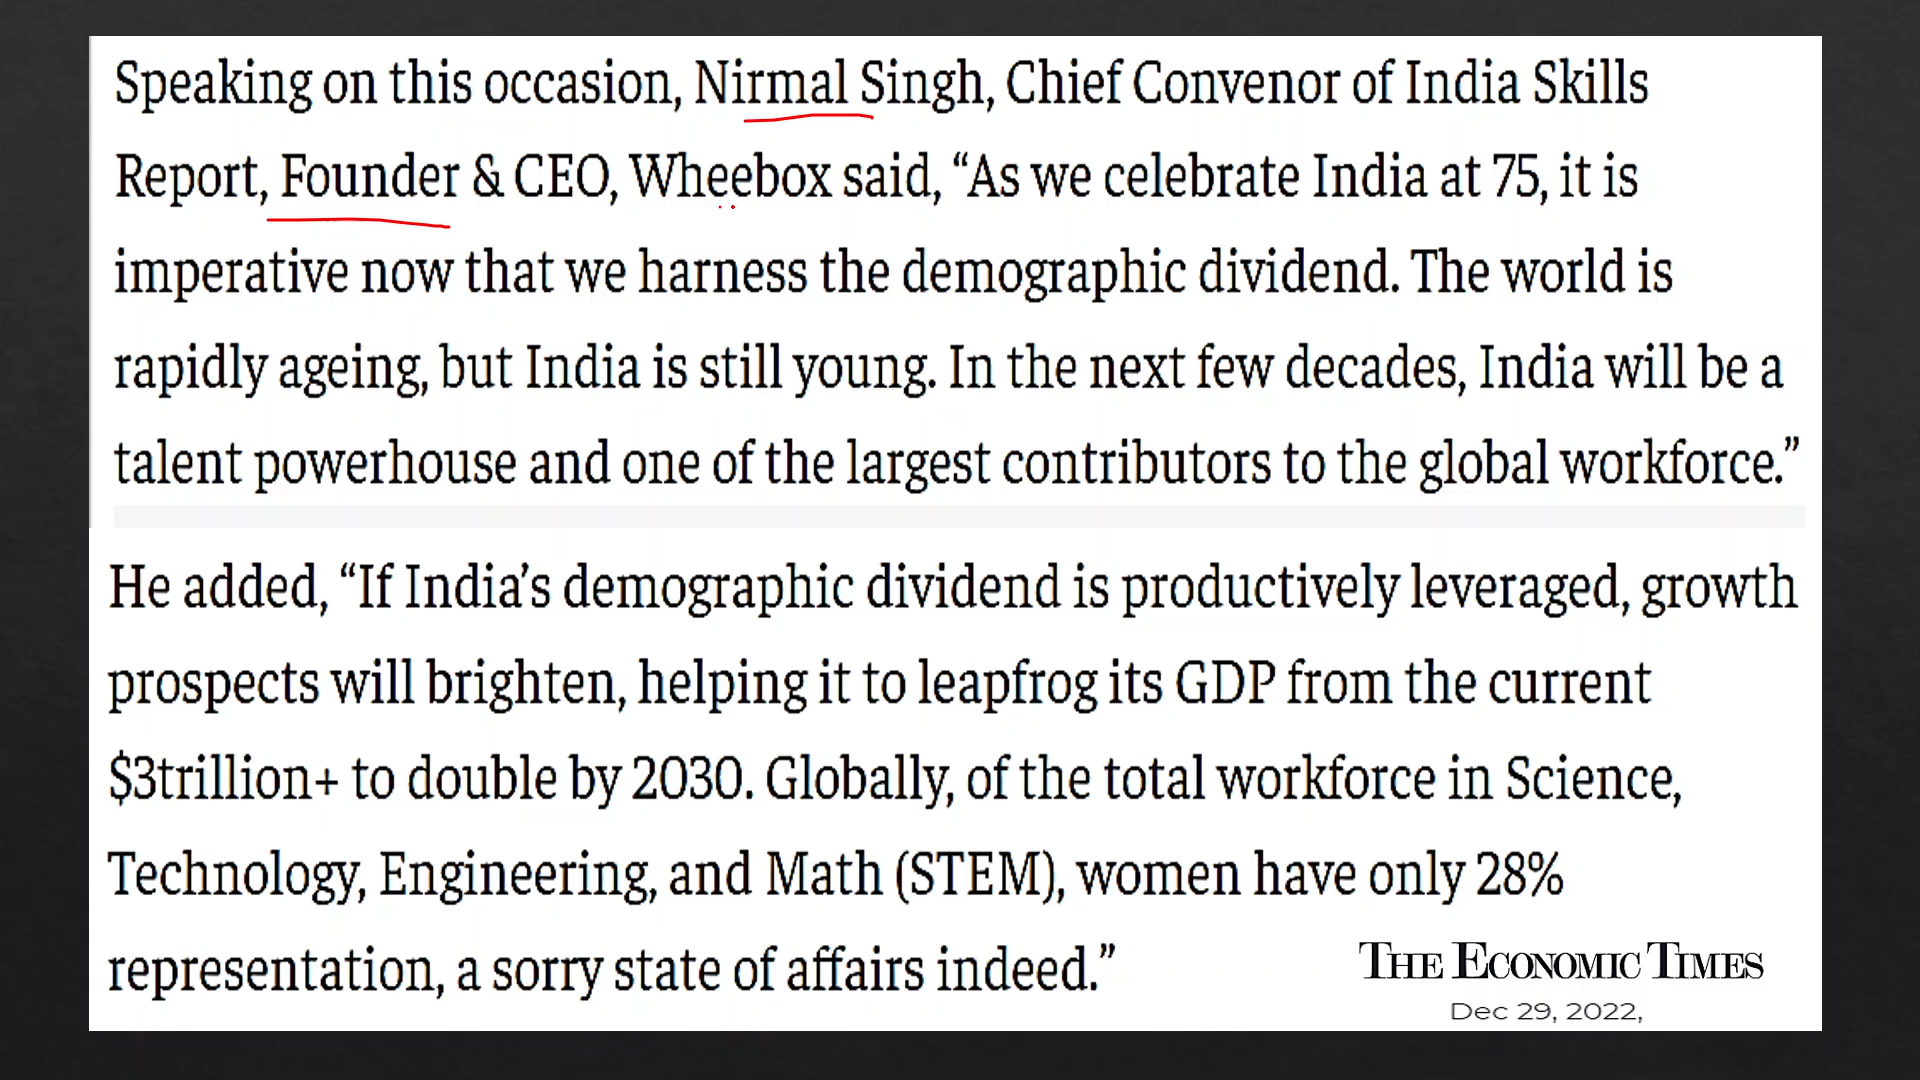 Speaking on this occasion, Nirmal Singh, Chief Convenor of India Skills
Report, Founder & CEO, Wheebox said, “As we celebrate India at 75, it is
imperative now that we harness the demographic dividend. The world is
rapidly ageing, but India is still young. In the next few decades, India will be a
talent powerhouse and one of the largest contributors to the global workforce.”
He added, “If India’s demographic dividend is productively leveraged, growth
prospects will brighten, helping it to leapfrog its GDP from the current
$3trillion+ to double by 2030. Globally, of the total workforce in Science,
Technology, Engineering, and Math (STEM), women have only 28%
representation, a sorry state of affairs indeed.”
THE ECONOMIC TIMES
Dec 29, 2022,